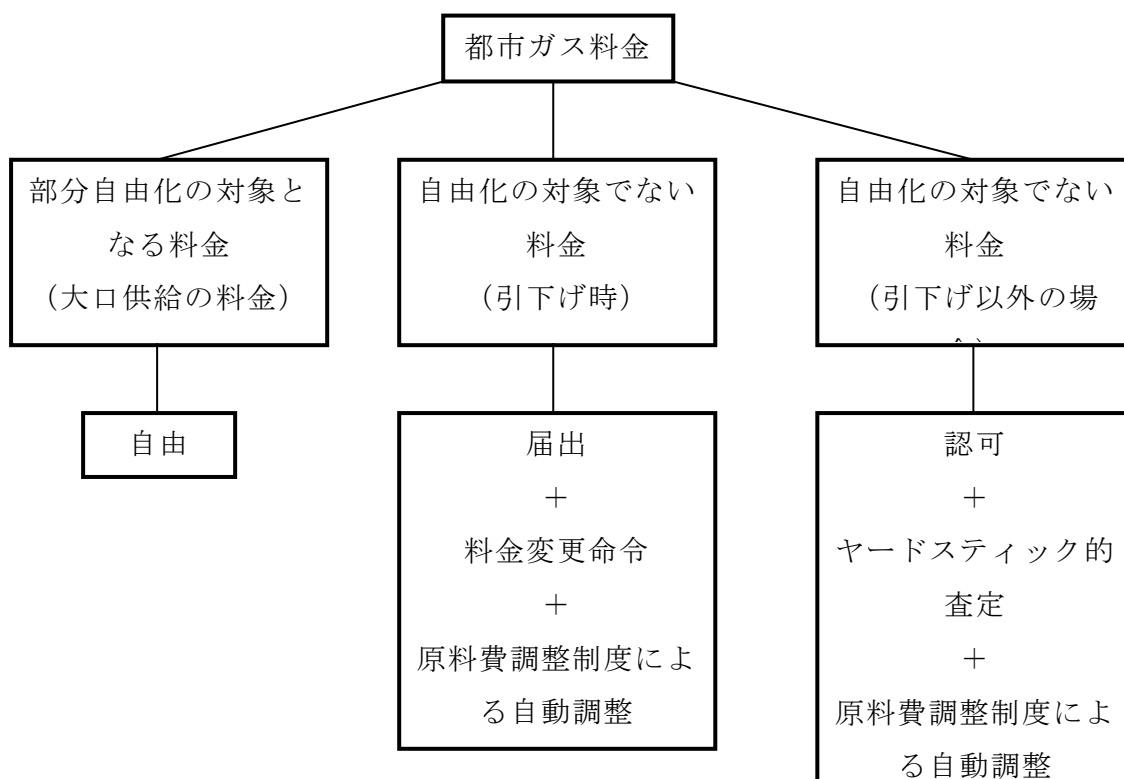 都市ガス料金
部分自由化の対象と
なる料金
（大口供給の料金）
自由化の対象でない
料金
（引下げ時）
自由化の対象でない
料金
（引下げ以外の場
自由
届出
＋
料金変更命令
＋
原料費調整制度によ
る自動調整
認可
＋
ヤードスティック的
査定
＋
原料費調整制度によ
る自動調整